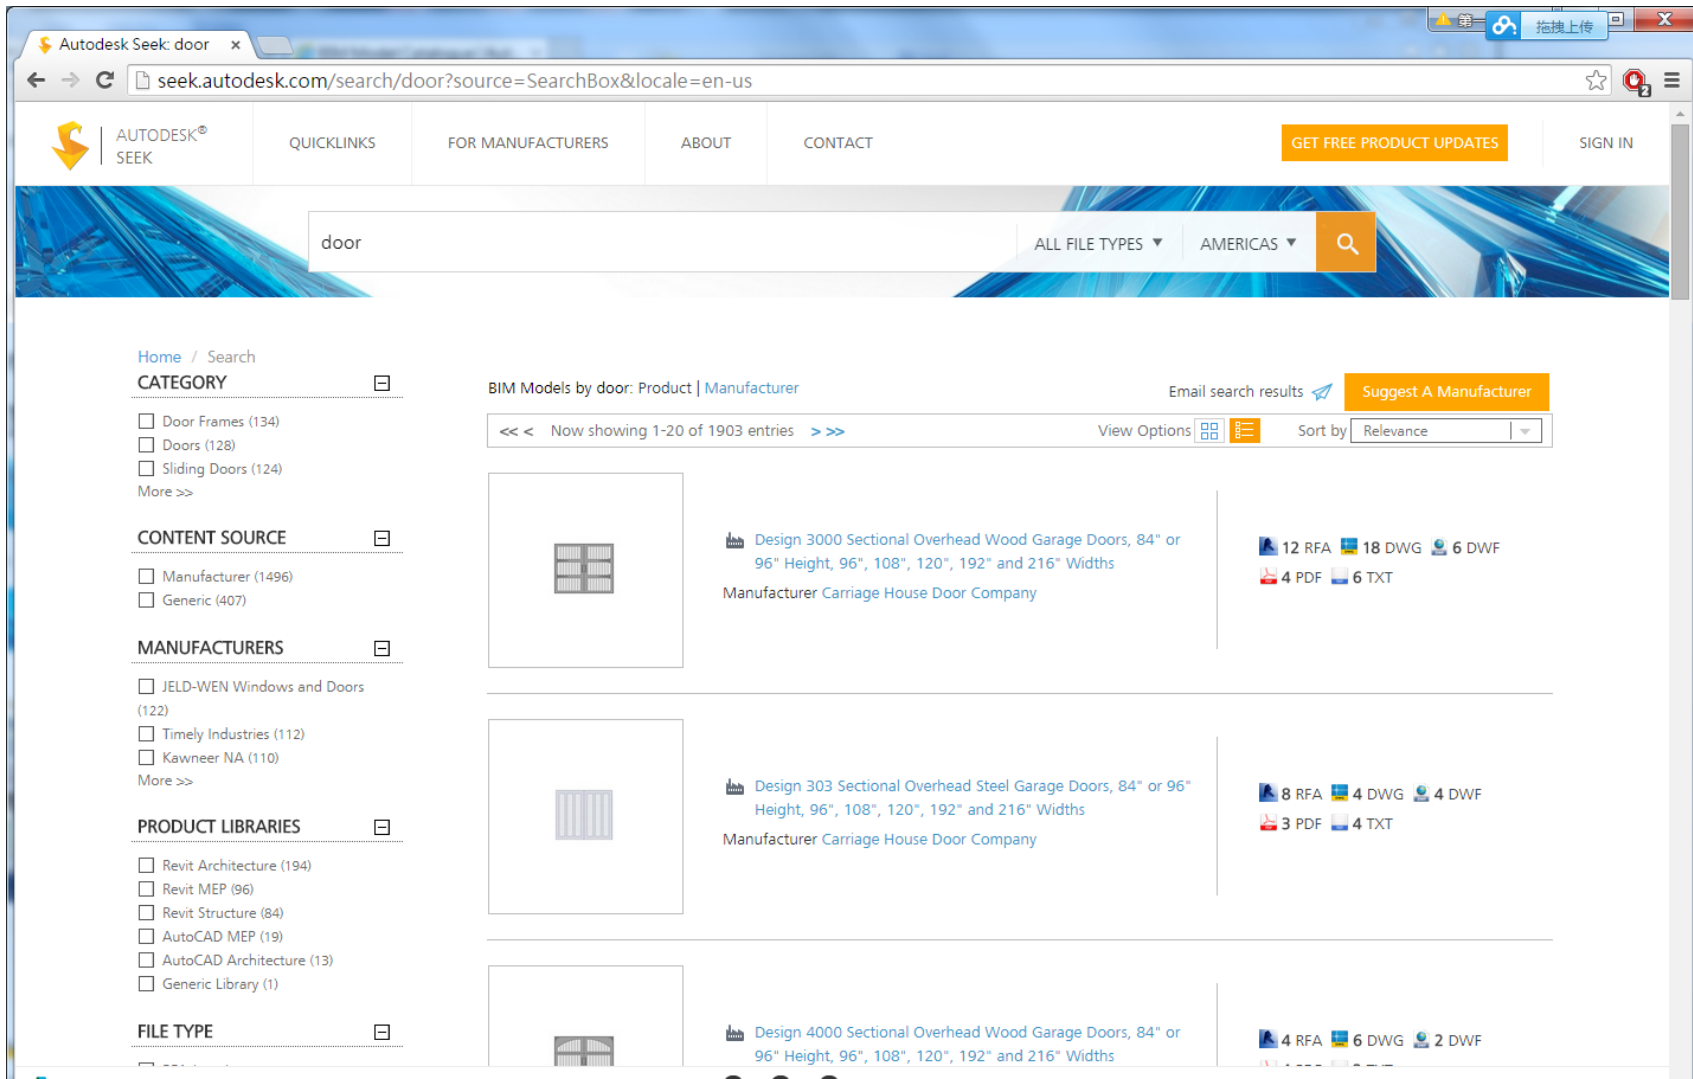 第一
拖拽上传
Autodesk Seek: door
seek.autodesk.com/search/door?source=SearchBox&locale=en-us
2
AUTODESK®
SEEK
QUICKLINKS
FOR MANUFACTURERS
ABOUT
CONTACT
GET FREE PRODUCT UPDATES
SIGN IN
door
ALL FILE TYPES ▼
AMERICAS ▼
Home / Search
CATEGORY
Door Frames (134)
Doors (128)
Sliding Doors (124)
More >>
CONTENT SOURCE
Manufacturer (1496)
Generic (407)
MANUFACTURERS
JELD-WEN Windows and Doors
(122)
Timely Industries (112)
Kawneer NA (110)
More >>
PRODUCT LIBRARIES
Revit Architecture (194)
Revit MEP (96)
Revit Structure (84)
AutoCAD MEP (19)
AutoCAD Architecture (13)
Generic Library (1)
FILE TYPE
BIM Models by door: Product | Manufacturer
Email search results
Suggest A Manufacturer
<< < Now showing 1-20 of 1903 entries > >>
View Options
Sort by Relevance
Design 3000 Sectional Overhead Wood Garage Doors, 84" or
96" Height, 96", 108", 120", 192" and 216" Widths
Manufacturer Carriage House Door Company
12 RFA 18 DWG 6 DWF
4 PDF 6 TXT
Design 303 Sectional Overhead Steel Garage Doors, 84" or 96"
Height, 96", 108", 120", 192" and 216" Widths
Manufacturer Carriage House Door Company
8 RFA 4 DWG 4 DWF
3 PDF 4 TXT
Design 4000 Sectional Overhead Wood Garage Doors, 84" or
96" Height, 96", 108", 120", 192" and 216" Widths
4 RFA 6 DWG 2 DWF